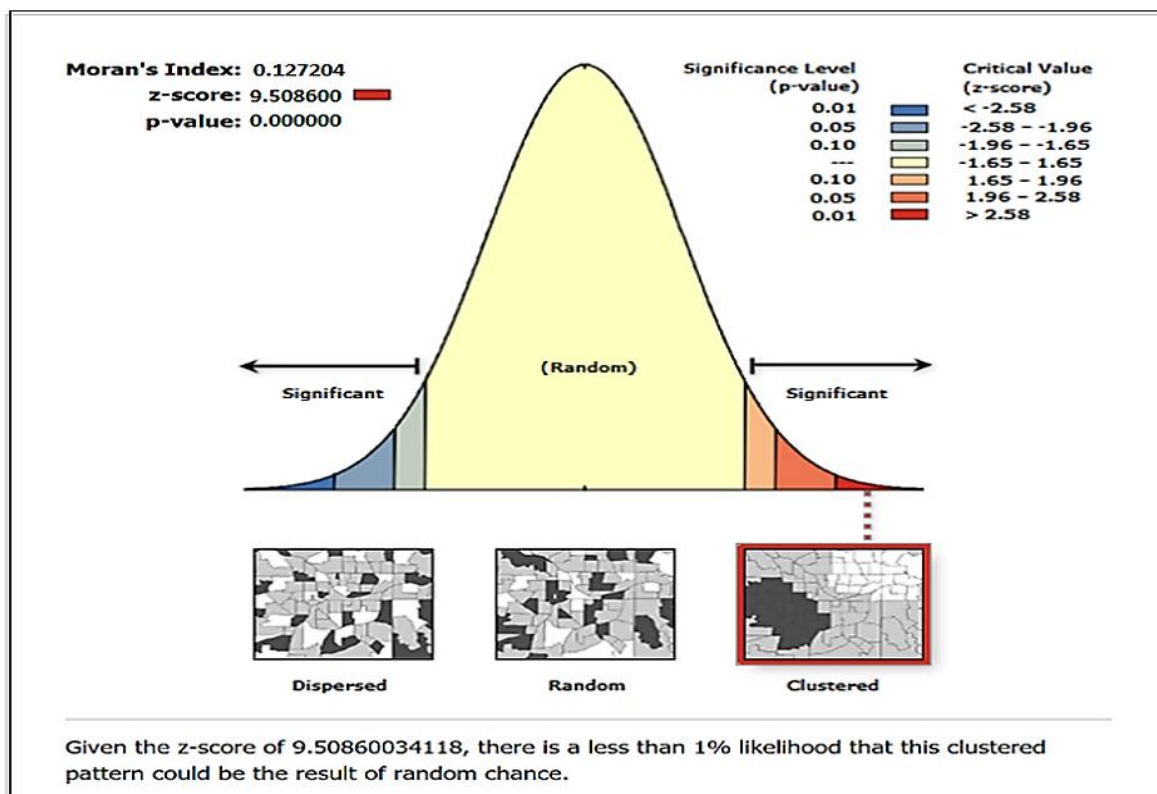 Moran's Index: 0.127204
z-score: 9.508600
p-value: 0.000000
Significance Level
(p-value)
Critical Value
(z-score)
0.01 < -2.58
0.05 -2.58 – -1.96
0.10 -1.96 – -1.65
--- -1.65 – 1.65
0.10 1.65 – 1.96
0.05 1.96 – 2.58
0.01 > 2.58
(Random)
Significant
Significant
Dispersed
Random
Clustered
Given the z-score of 9.50860034118, there is a less than 1% likelihood that this clustered
pattern could be the result of random chance.